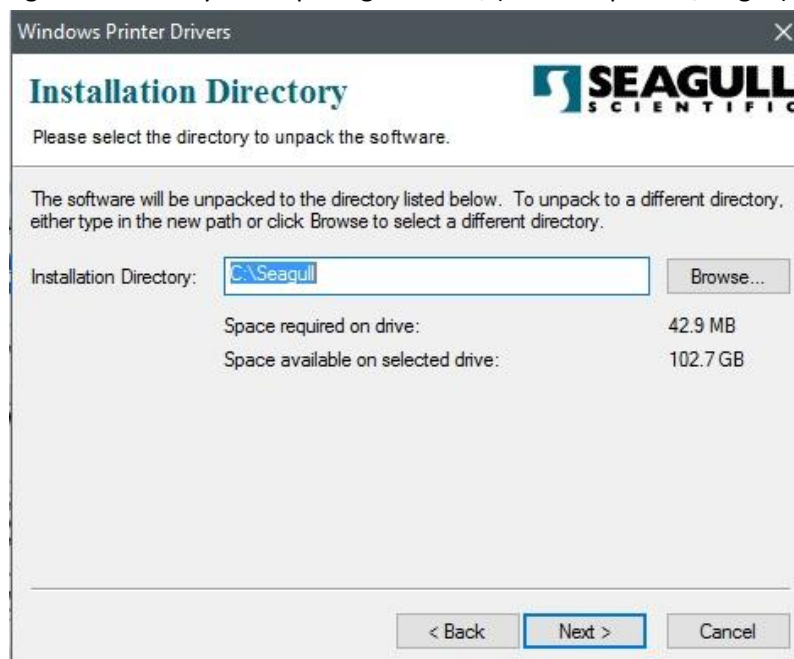 Windows Printer Drivers
Installation Directory
SEAGULL
SCIENTIFIC
Please select the directory to unpack the software.
The software will be unpacked to the directory listed below. To unpack to a different directory,
either type in the new path or click Browse to select a different directory.
Installation Directory: C:\Seagull Browse...
Space required on drive: 42.9 MB
Space available on selected drive: 102.7 GB
< Back Next > Cancel